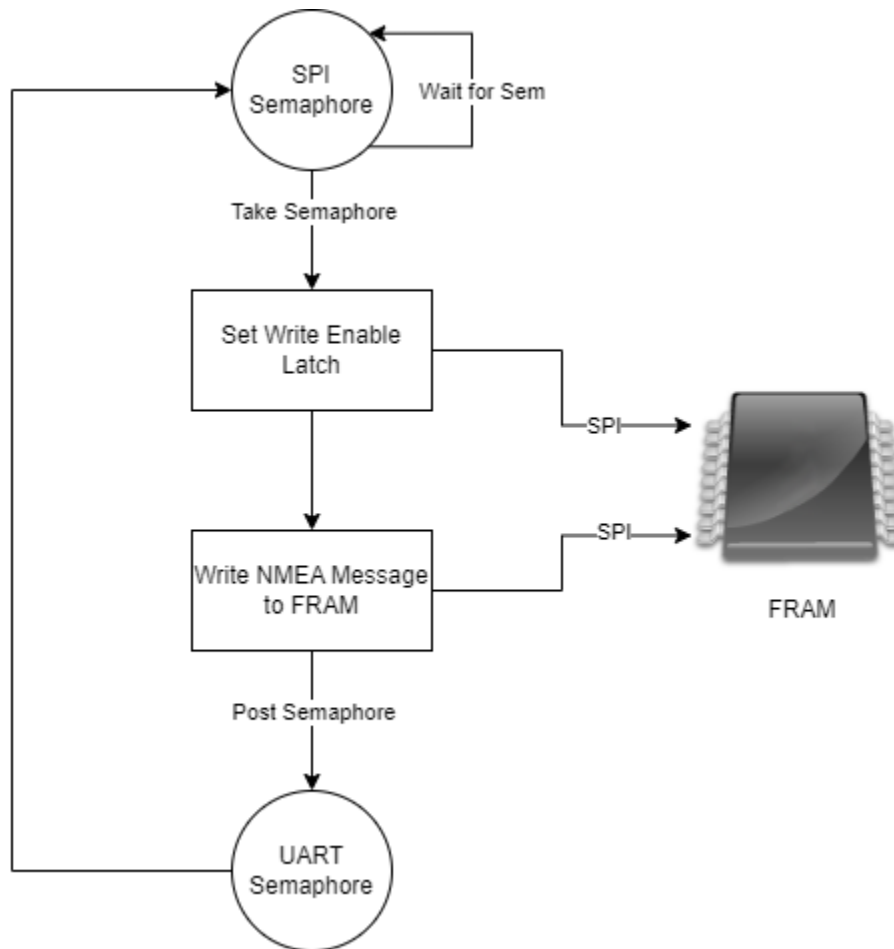 SPI
Semaphore
Wait for Sem
Take Semaphore
Set Write Enable
Latch
SPI
Write NMEA Message
to FRAM
SPI
FRAM
Post Semaphore
UART
Semaphore